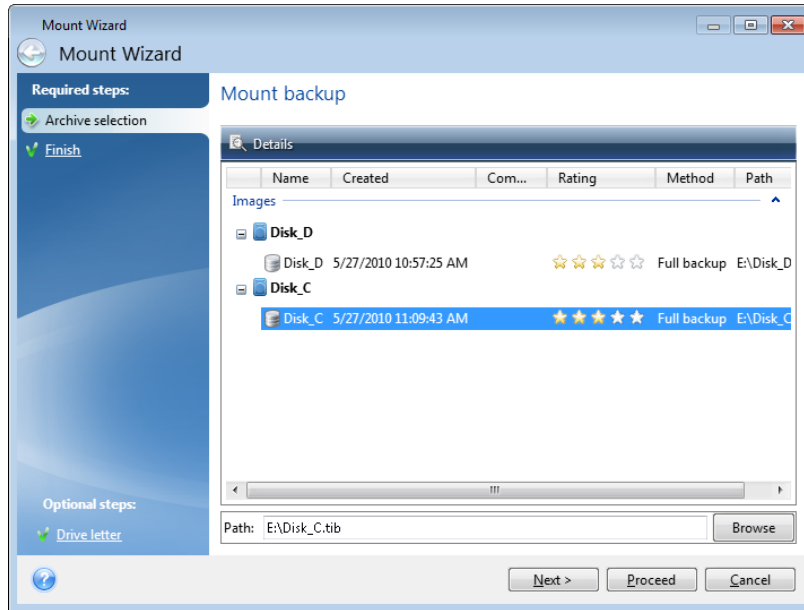 Mount Wizard
Mount Wizard
Required steps:
Archive selection
Finish
Optional steps:
Drive letter
Mount backup
Details
Name Created Com... Rating Method Path
Images
Disk_D
Disk_D 5/27/2010 10:57:25 AM Full backup E:\Disk_D
Disk_C
Disk_C 5/27/2010 11:09:43 AM Full backup E:\Disk_C
Path: E:\Disk_C.tib Browse
Next > Proceed Cancel